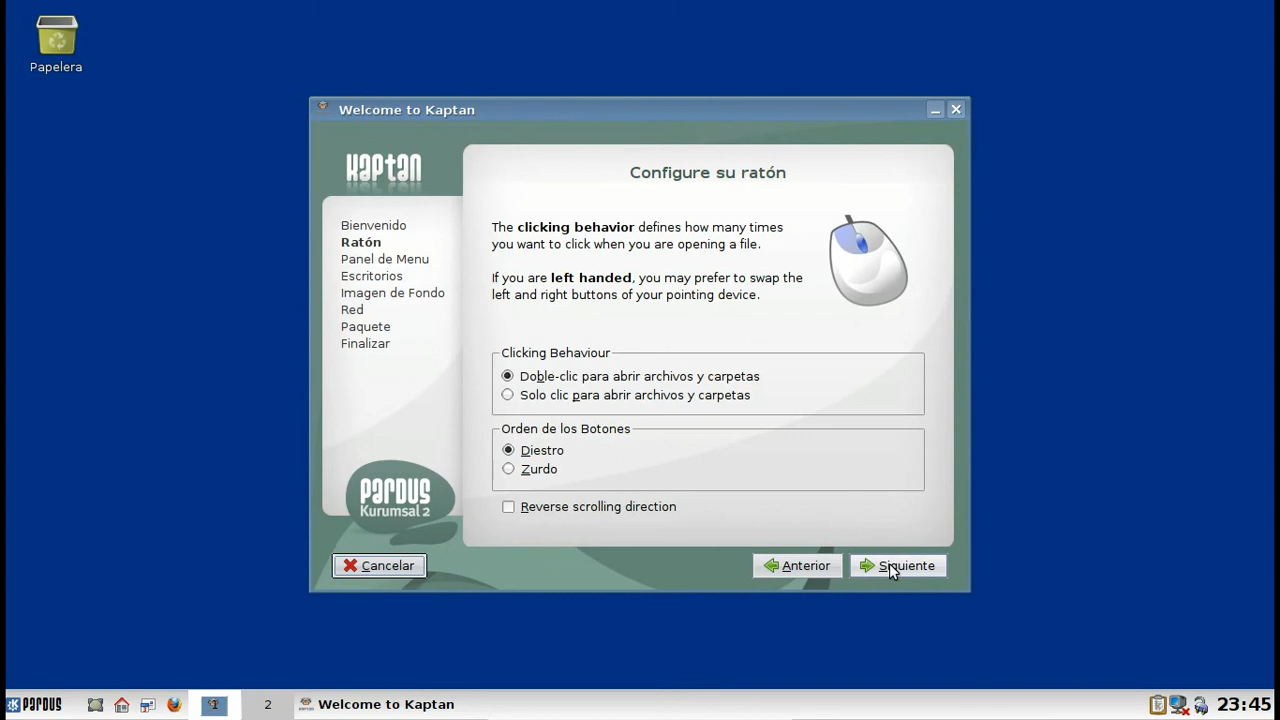 Papelera
Welcome to Kaptan
kaptan
Bienvenido
Ratón
Panel de Menu
Escritorios
Imagen de Fondo
Red
Paquete
Finalizar
PARDUS
Kurumsal 2
Configure su ratón
The clicking behavior defines how many times
you want to click when you are opening a file.
If you are left handed, you may prefer to swap the
left and right buttons of your pointing device.
Clicking Behaviour
Doble-clic para abrir archivos y carpetas
Solo clic para abrir archivos y carpetas
Orden de los Botones
Diestro
Zurdo
Reverse scrolling direction
Cancelar
Anterior
Siguiente
PARDUS
2
Welcome to Kaptan
23:45